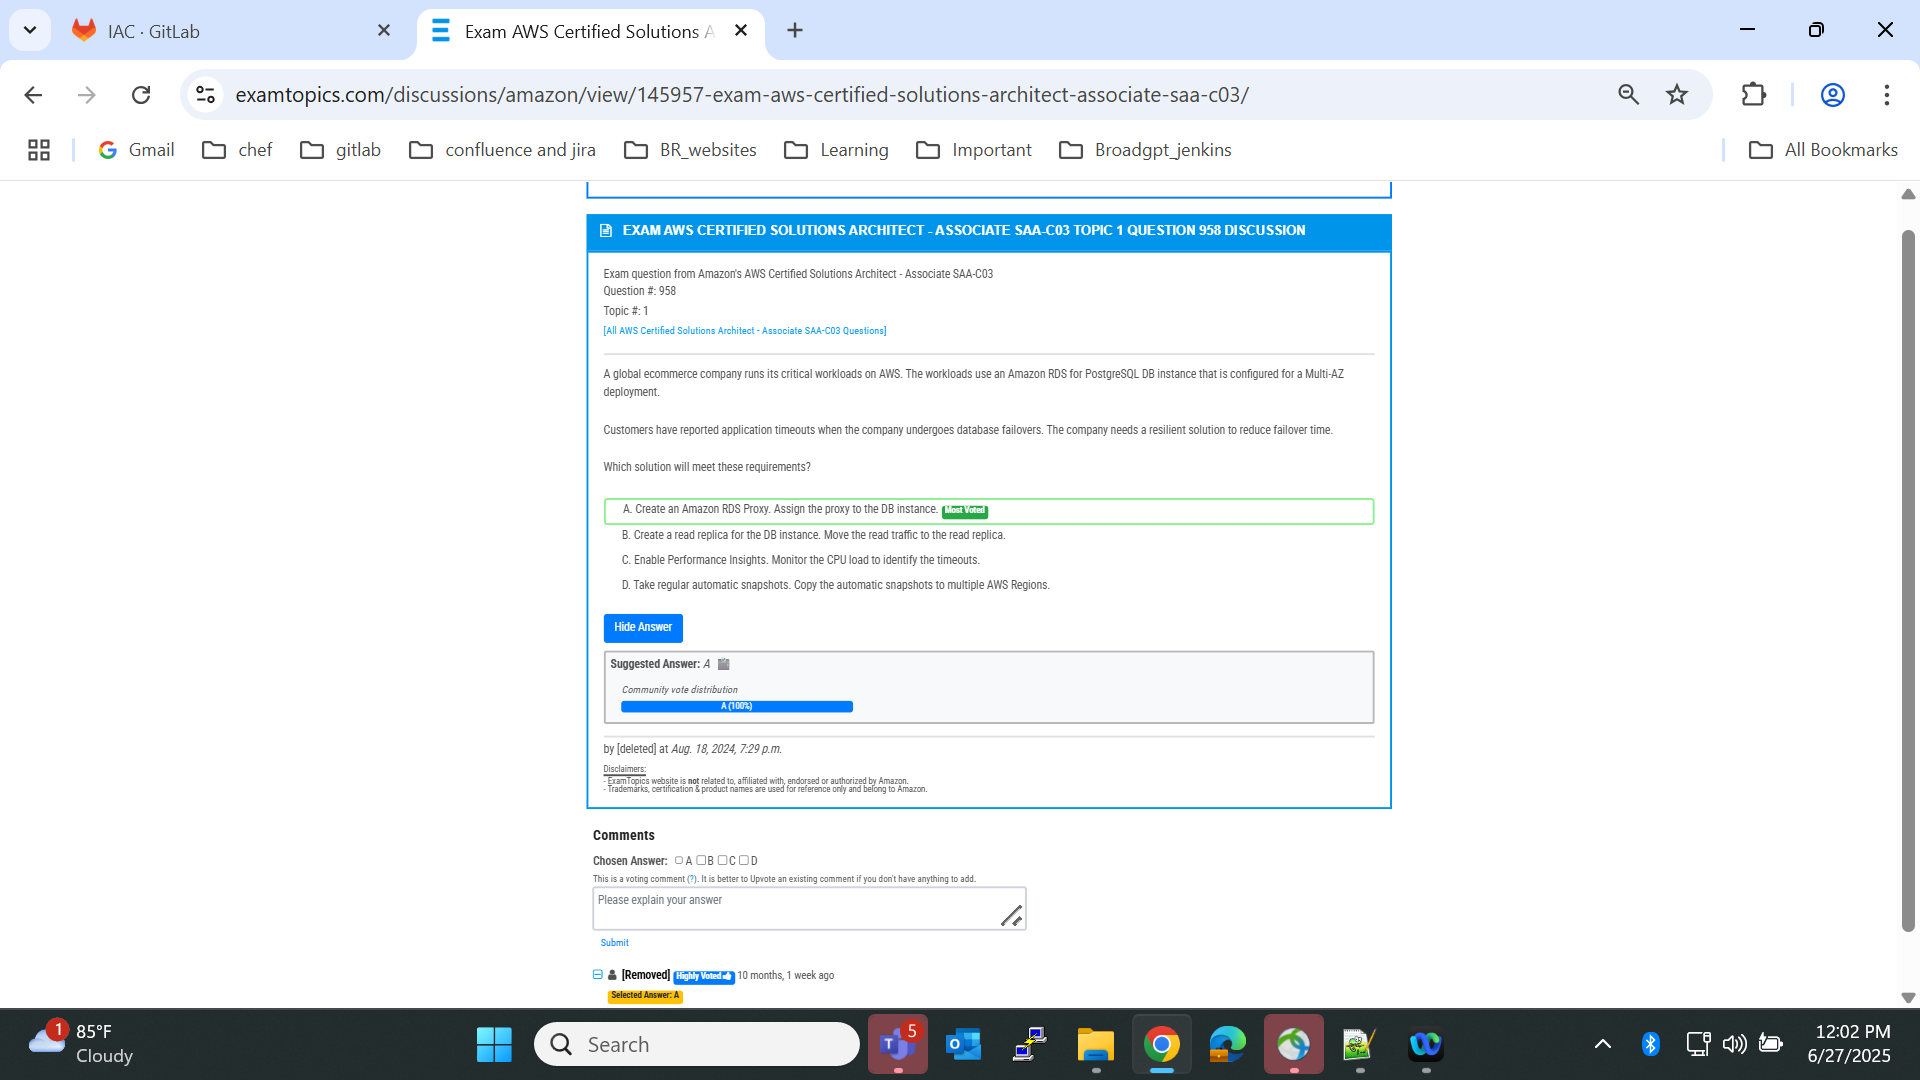 IAC · GitLab
Exam AWS Certified Solutions A
examtopics.com/discussions/amazon/view/145957-exam-aws-certified-solutions-architect-associate-saa-c03/
Gmail
chef
gitlab
confluence and jira
BR_websites
Learning
Important
Broadgpt_jenkins
All Bookmarks
EXAM AWS CERTIFIED SOLUTIONS ARCHITECT - ASSOCIATE SAA-C03 TOPIC 1 QUESTION 958 DISCUSSION
Exam question from Amazon's AWS Certified Solutions Architect - Associate SAA-C03
Question #: 958
Topic #: 1
[All AWS Certified Solutions Architect - Associate SAA-C03 Questions]
A global ecommerce company runs its critical workloads on AWS. The workloads use an Amazon RDS for PostgreSQL DB instance that is configured for a Multi-AZ
deployment.
Customers have reported application timeouts when the company undergoes database failovers. The company needs a resilient solution to reduce failover time.
Which solution will meet these requirements?
A. Create an Amazon RDS Proxy. Assign the proxy to the DB instance. Most Voted
B. Create a read replica for the DB instance. Move the read traffic to the read replica.
C. Enable Performance Insights. Monitor the CPU load to identify the timeouts.
D. Take regular automatic snapshots. Copy the automatic snapshots to multiple AWS Regions.
Hide Answer
Suggested Answer: A
Community vote distribution
A (100%)
by [deleted] at Aug. 18, 2024, 7:29 p.m.
Disclaimers:
- ExamTopics website is not related to, affiliated with, endorsed or authorized by Amazon.
- Trademarks, certification & product names are used for reference only and belong to Amazon.
Comments
Chosen Answer: A B C D
This is a voting comment (?). It is better to Upvote an existing comment if you don't have anything to add.
Please explain your answer
Submit
[Removed] Highly Voted 10 months, 1 week ago
Selected Answer: A
1
85°F
Cloudy
Search
5
12:02 PM
6/27/2025